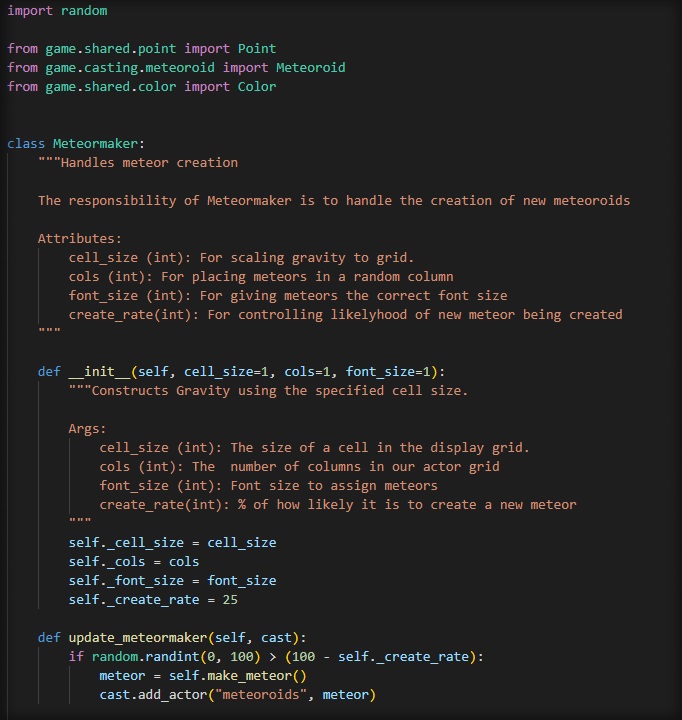 import random

from game.shared.point import Point
from game.casting.meteoroid import Meteoroid
from game.shared.color import Color


class Meteormaker:
    """Handles meteor creation

    The responsibility of Meteormaker is to handle the creation of new meteoroids

    Attributes:
        cell_size (int): For scaling gravity to grid.
        cols (int): For placing meteors in a random column
        font_size (int): For giving meteors the correct font size
        create_rate(int): For controlling likelyhood of new meteor being created
    """

    def __init__(self, cell_size=1, cols=1, font_size=1):
        """Constructs Gravity using the specified cell size.

        Args:
            cell_size (int): The size of a cell in the display grid.
            cols (int): The  number of columns in our actor grid
            font_size (int): Font size to assign meteors
            create_rate(int): % of how likely it is to create a new meteor
        """
        self._cell_size = cell_size
        self._cols = cols
        self._font_size = font_size
        self._create_rate = 25

    def update_meteormaker(self, cast):
        if random.randint(0, 100) > (100 - self._create_rate):
            meteor = self.make_meteor()
            cast.add_actor("meteoroids", meteor)